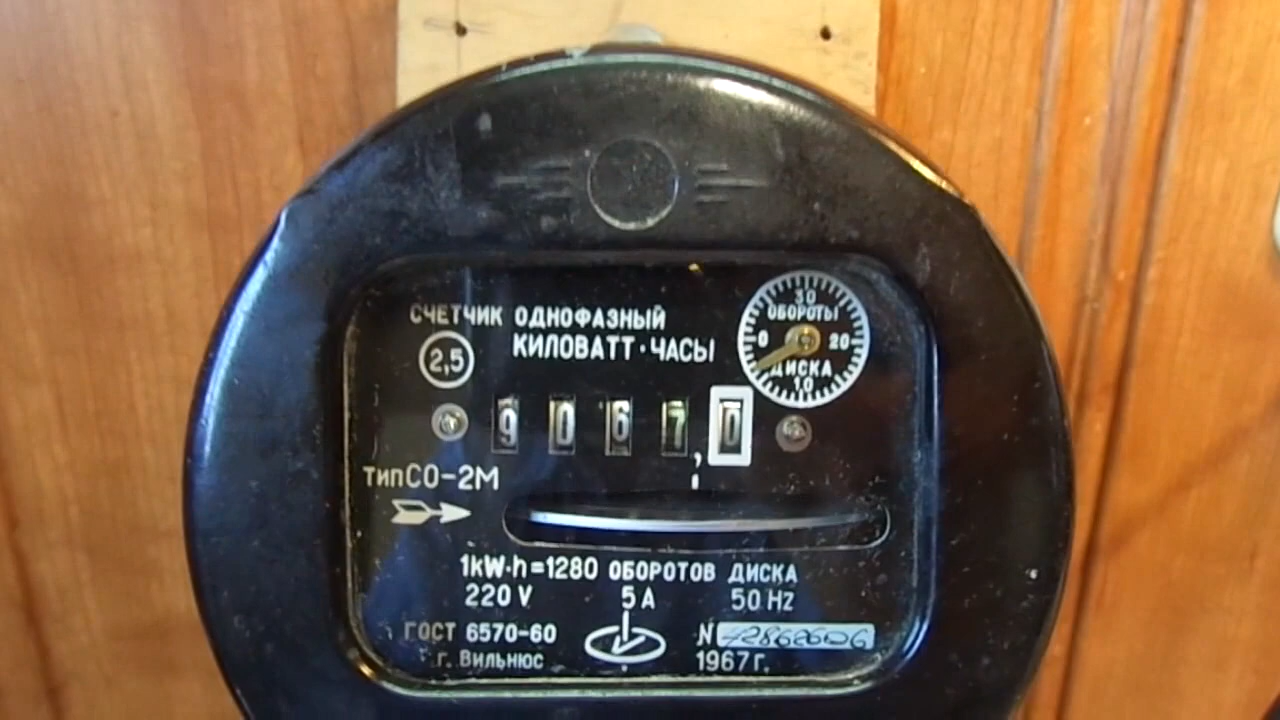 СЧЕТЧИК ОДНОФАЗНЫЙ
КИЛОВАТТ·ЧАСЫ
2,5
30
ОБОРОТЫ
0 20
ДИСКА
10
9 0 6 7 , 0
Тип СО-2М
1kW·h=1280 ОБОРОТОВ ДИСКА
220 V 5 A 50 Hz
ГОСТ 6570-60 N
г. Вильнюс 1967 г.